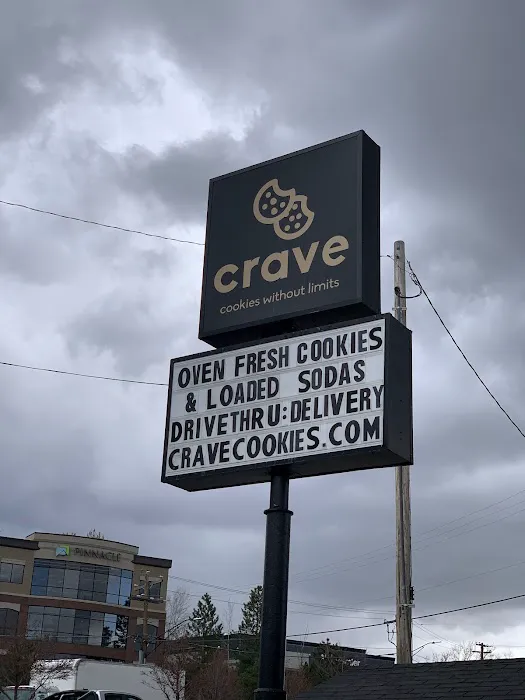 crave
cookies without limits
OVEN FRESH COOKIES
& LOADED SODAS
DRIVETHRU:DELIVERY
CRAVECOOKIES.COM
PINNACLE